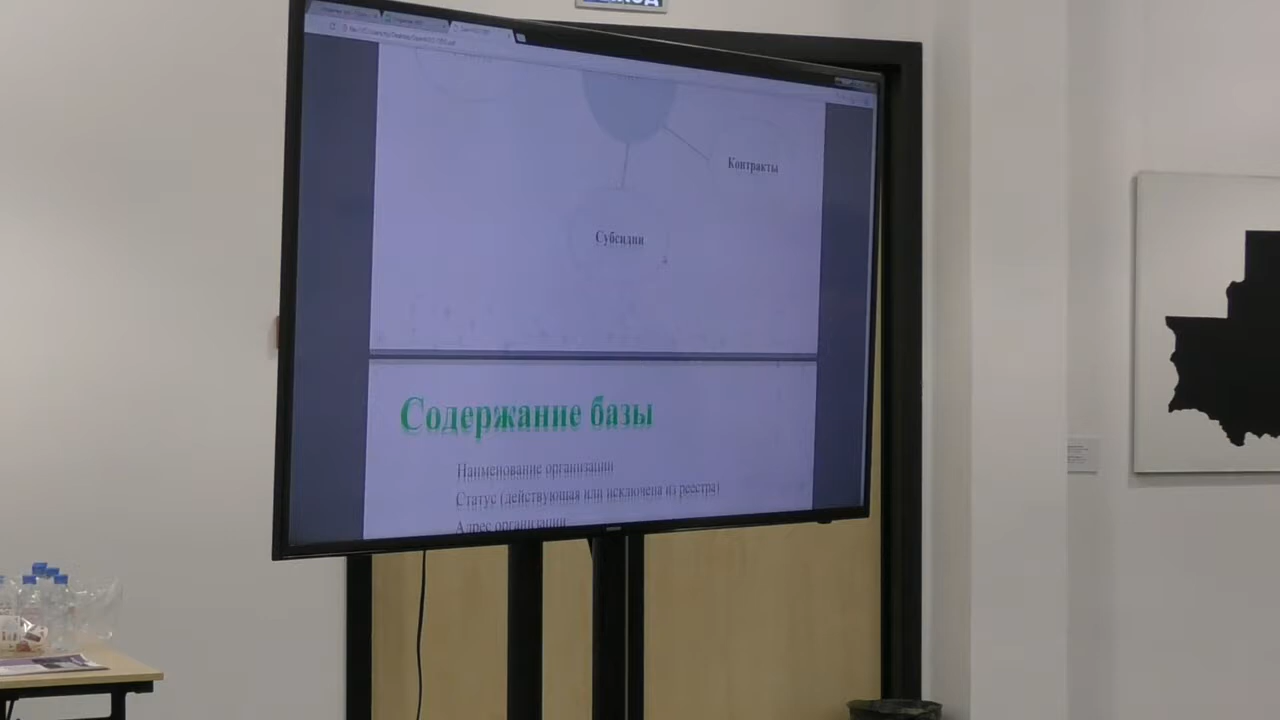 Контракты
Субсидии
Содержание базы
Наименование организации
Статус (действующая или исключена из реестра)
Адрес организации